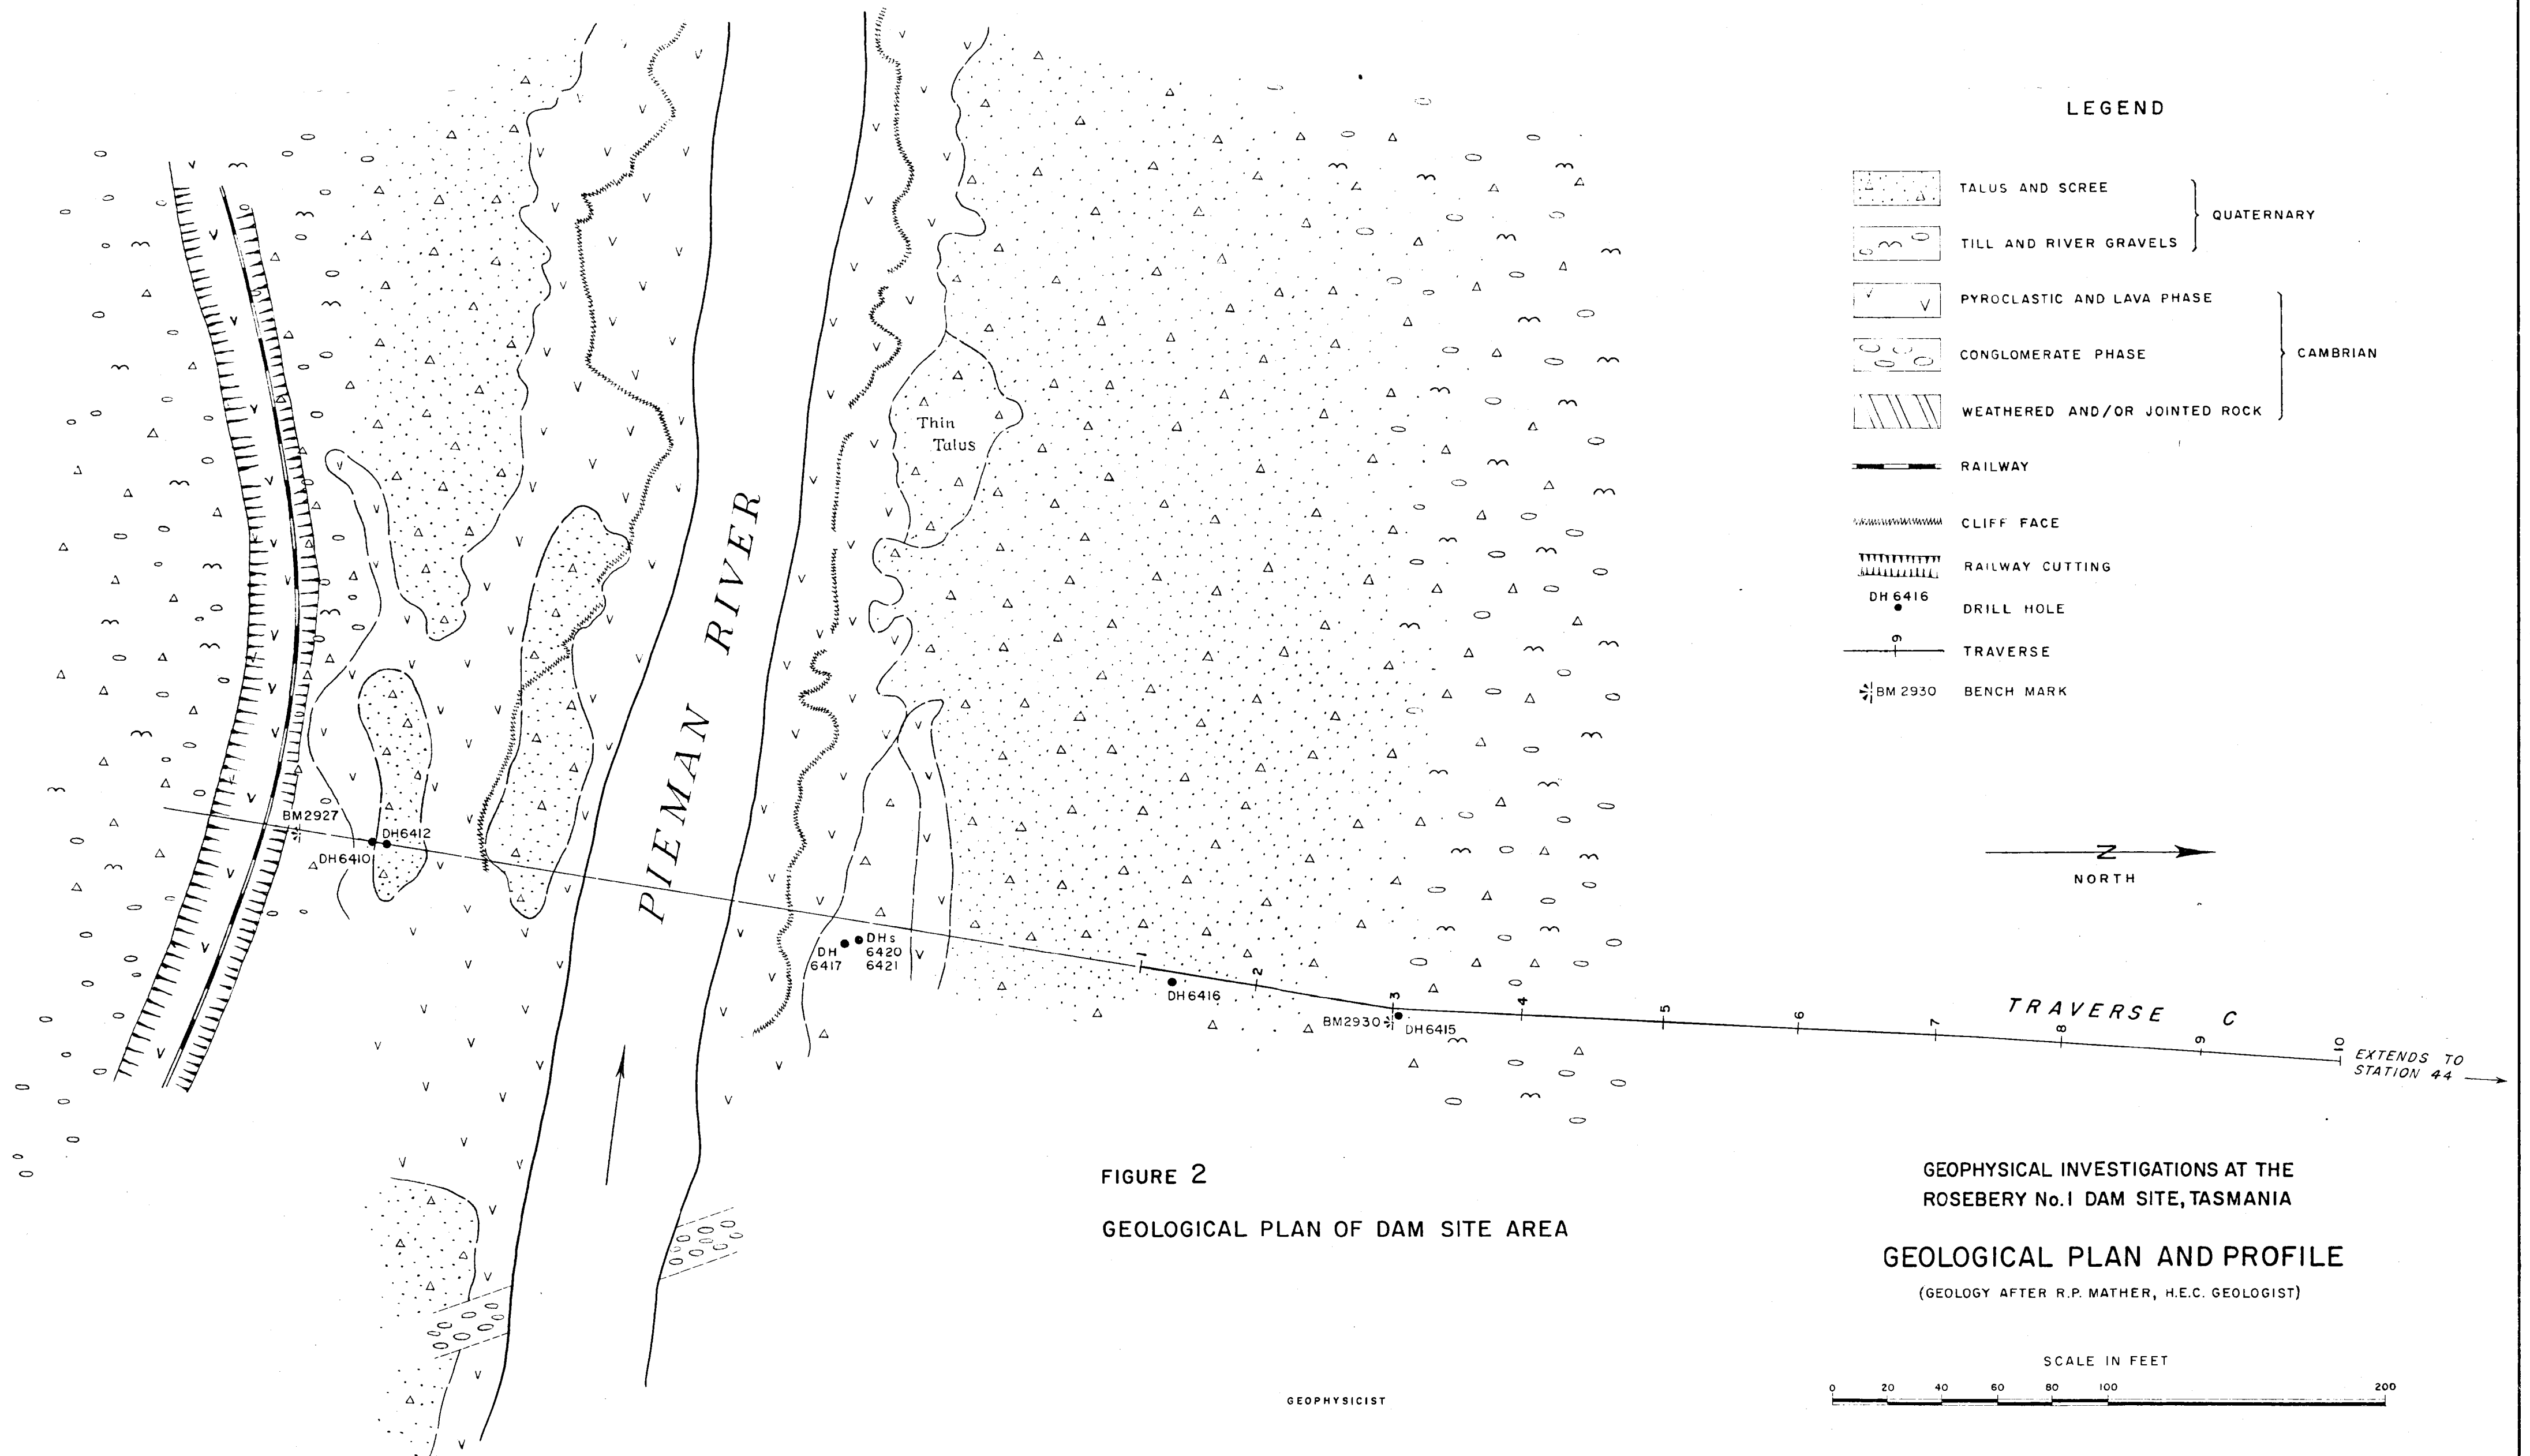 LEGEND
TALUS AND SCREE
QUATERNARY
TILL AND RIVER GRAVELS
PYROCLASTIC AND LAVA PHASE
CONGLOMERATE PHASE
CAMBRIAN
WEATHERED AND/OR JOINTED ROCK
RAILWAY
CLIFF FACE
RAILWAY CUTTING
DH 6416
DRILL HOLE
9
TRAVERSE
BM 2930
BENCH MARK
N
NORTH
Thin
Talus
PIEMAN RIVER
BM2927
DH6412
DH6410
DH
6417
DHs
6420
6421
DH6416
BM2930
DH6415
1
2
3
4
5
6
7
8
9
10
TRAVERSE C
EXTENDS TO
STATION 44
FIGURE 2
GEOLOGICAL PLAN OF DAM SITE AREA
GEOPHYSICAL INVESTIGATIONS AT THE
ROSEBERY No.1 DAM SITE, TASMANIA
GEOLOGICAL PLAN AND PROFILE
(GEOLOGY AFTER R.P. MATHER, H.E.C. GEOLOGIST)
SCALE IN FEET
0 20 40 60 80 100 200
GEOPHYSICIST